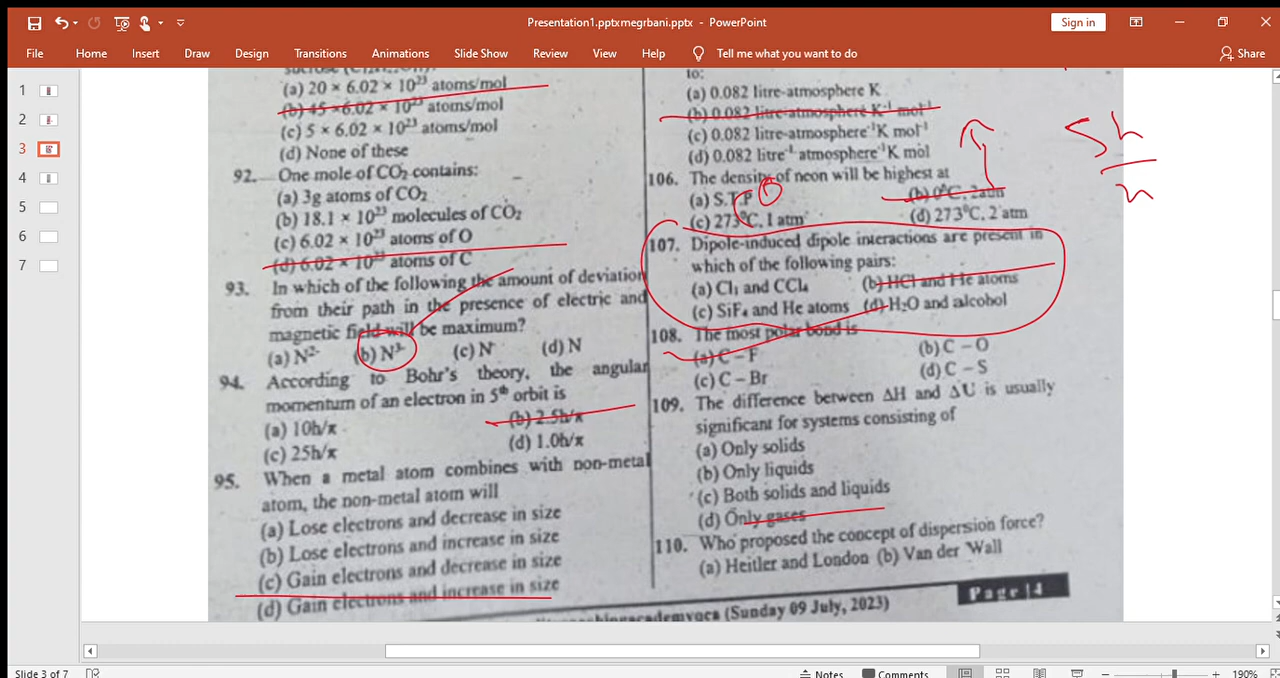 Presentation1.pptxmegrbani.pptx - PowerPoint
Sign in
File Home Insert Draw Design Transitions Animations Slide Show Review View Help Tell me what you want to do
Share
1
2
3
4
5
6
7
(a) 20 × 6.02 × 10²³ atoms/mol
(b) 45 ×6.02 × 10²³ atoms/mol
(c) 5 × 6.02 × 10²³ atoms/mol
(d) None of these
92. One mole of CO₂ contains:
(a) 3g atoms of CO₂
(b) 18.1 × 10²³ molecules of CO₂
(c) 6.02 × 10²³ atoms of O
(d) 6.02 × 10²³ atoms of C
93. In which of the following the amount of deviation
from their path in the presence of electric and
magnetic field will be maximum?
(a) N²⁻ (b) N³⁻ (c) N⁻ (d) N
94. According to Bohr's theory, the angular
momentum of an electron in 5ᵗʰ orbit is
(a) 10h/π (b) 2.5h/π
(c) 25h/π (d) 1.0h/π
95. When a metal atom combines with non-metal
atom, the non-metal atom will
(a) Lose electrons and decrease in size
(b) Lose electrons and increase in size
(c) Gain electrons and decrease in size
(d) Gain electrons and increase in size
to:
(a) 0.082 litre-atmosphere K
(b) 0.082 litre-atmosphere K⁻¹ mol⁻¹
(c) 0.082 litre-atmosphere⁻¹K mol⁻¹
(d) 0.082 litre⁻¹ atmosphere⁻¹K mol
106. The density of neon will be highest at
(a) S.T.P (b) 0°C, 2atm
(c) 273°C, 1 atm (d) 273°C, 2 atm
107. Dipole-induced dipole interactions are present in
which of the following pairs:
(a) Cl₂ and CCl₄ (b) HCl and He atoms
(c) SiF₄ and He atoms (d) H₂O and alcohol
108. The most polar bond is
(a) C – F (b) C – O
(c) C – Br (d) C – S
109. The difference between ΔH and ΔU is usually
significant for systems consisting of
(a) Only solids
(b) Only liquids
(c) Both solids and liquids
(d) Only gases
110. Who proposed the concept of dispersion force?
(a) Heitler and London (b) Van der Wall
(Sunday 09 July, 2023)
Page | 4
5h
Slide 3 of 7
Notes Comments
190%